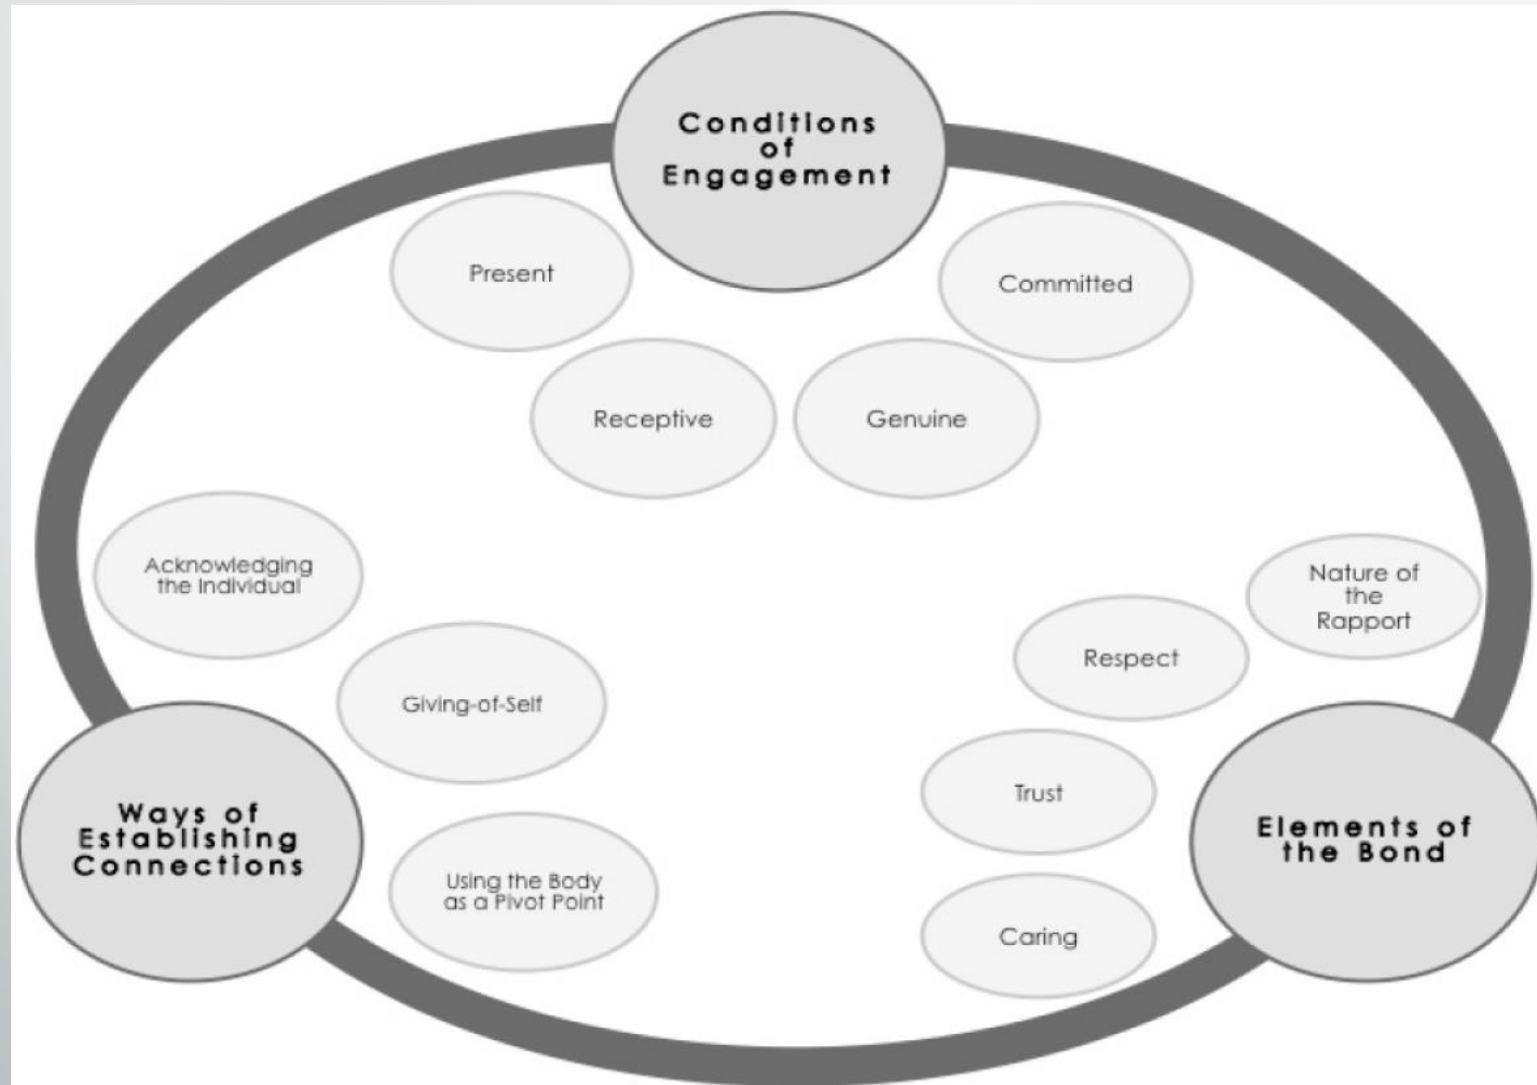 Conditions
of
Engagement
Present
Committed
Receptive
Genuine
Acknowledging
the Individual
Giving-of-Self
Ways of
Establishing
Connections
Using the Body
as a Pivot Point
Nature of
the
Rapport
Respect
Trust
Elements of
the Bond
Caring